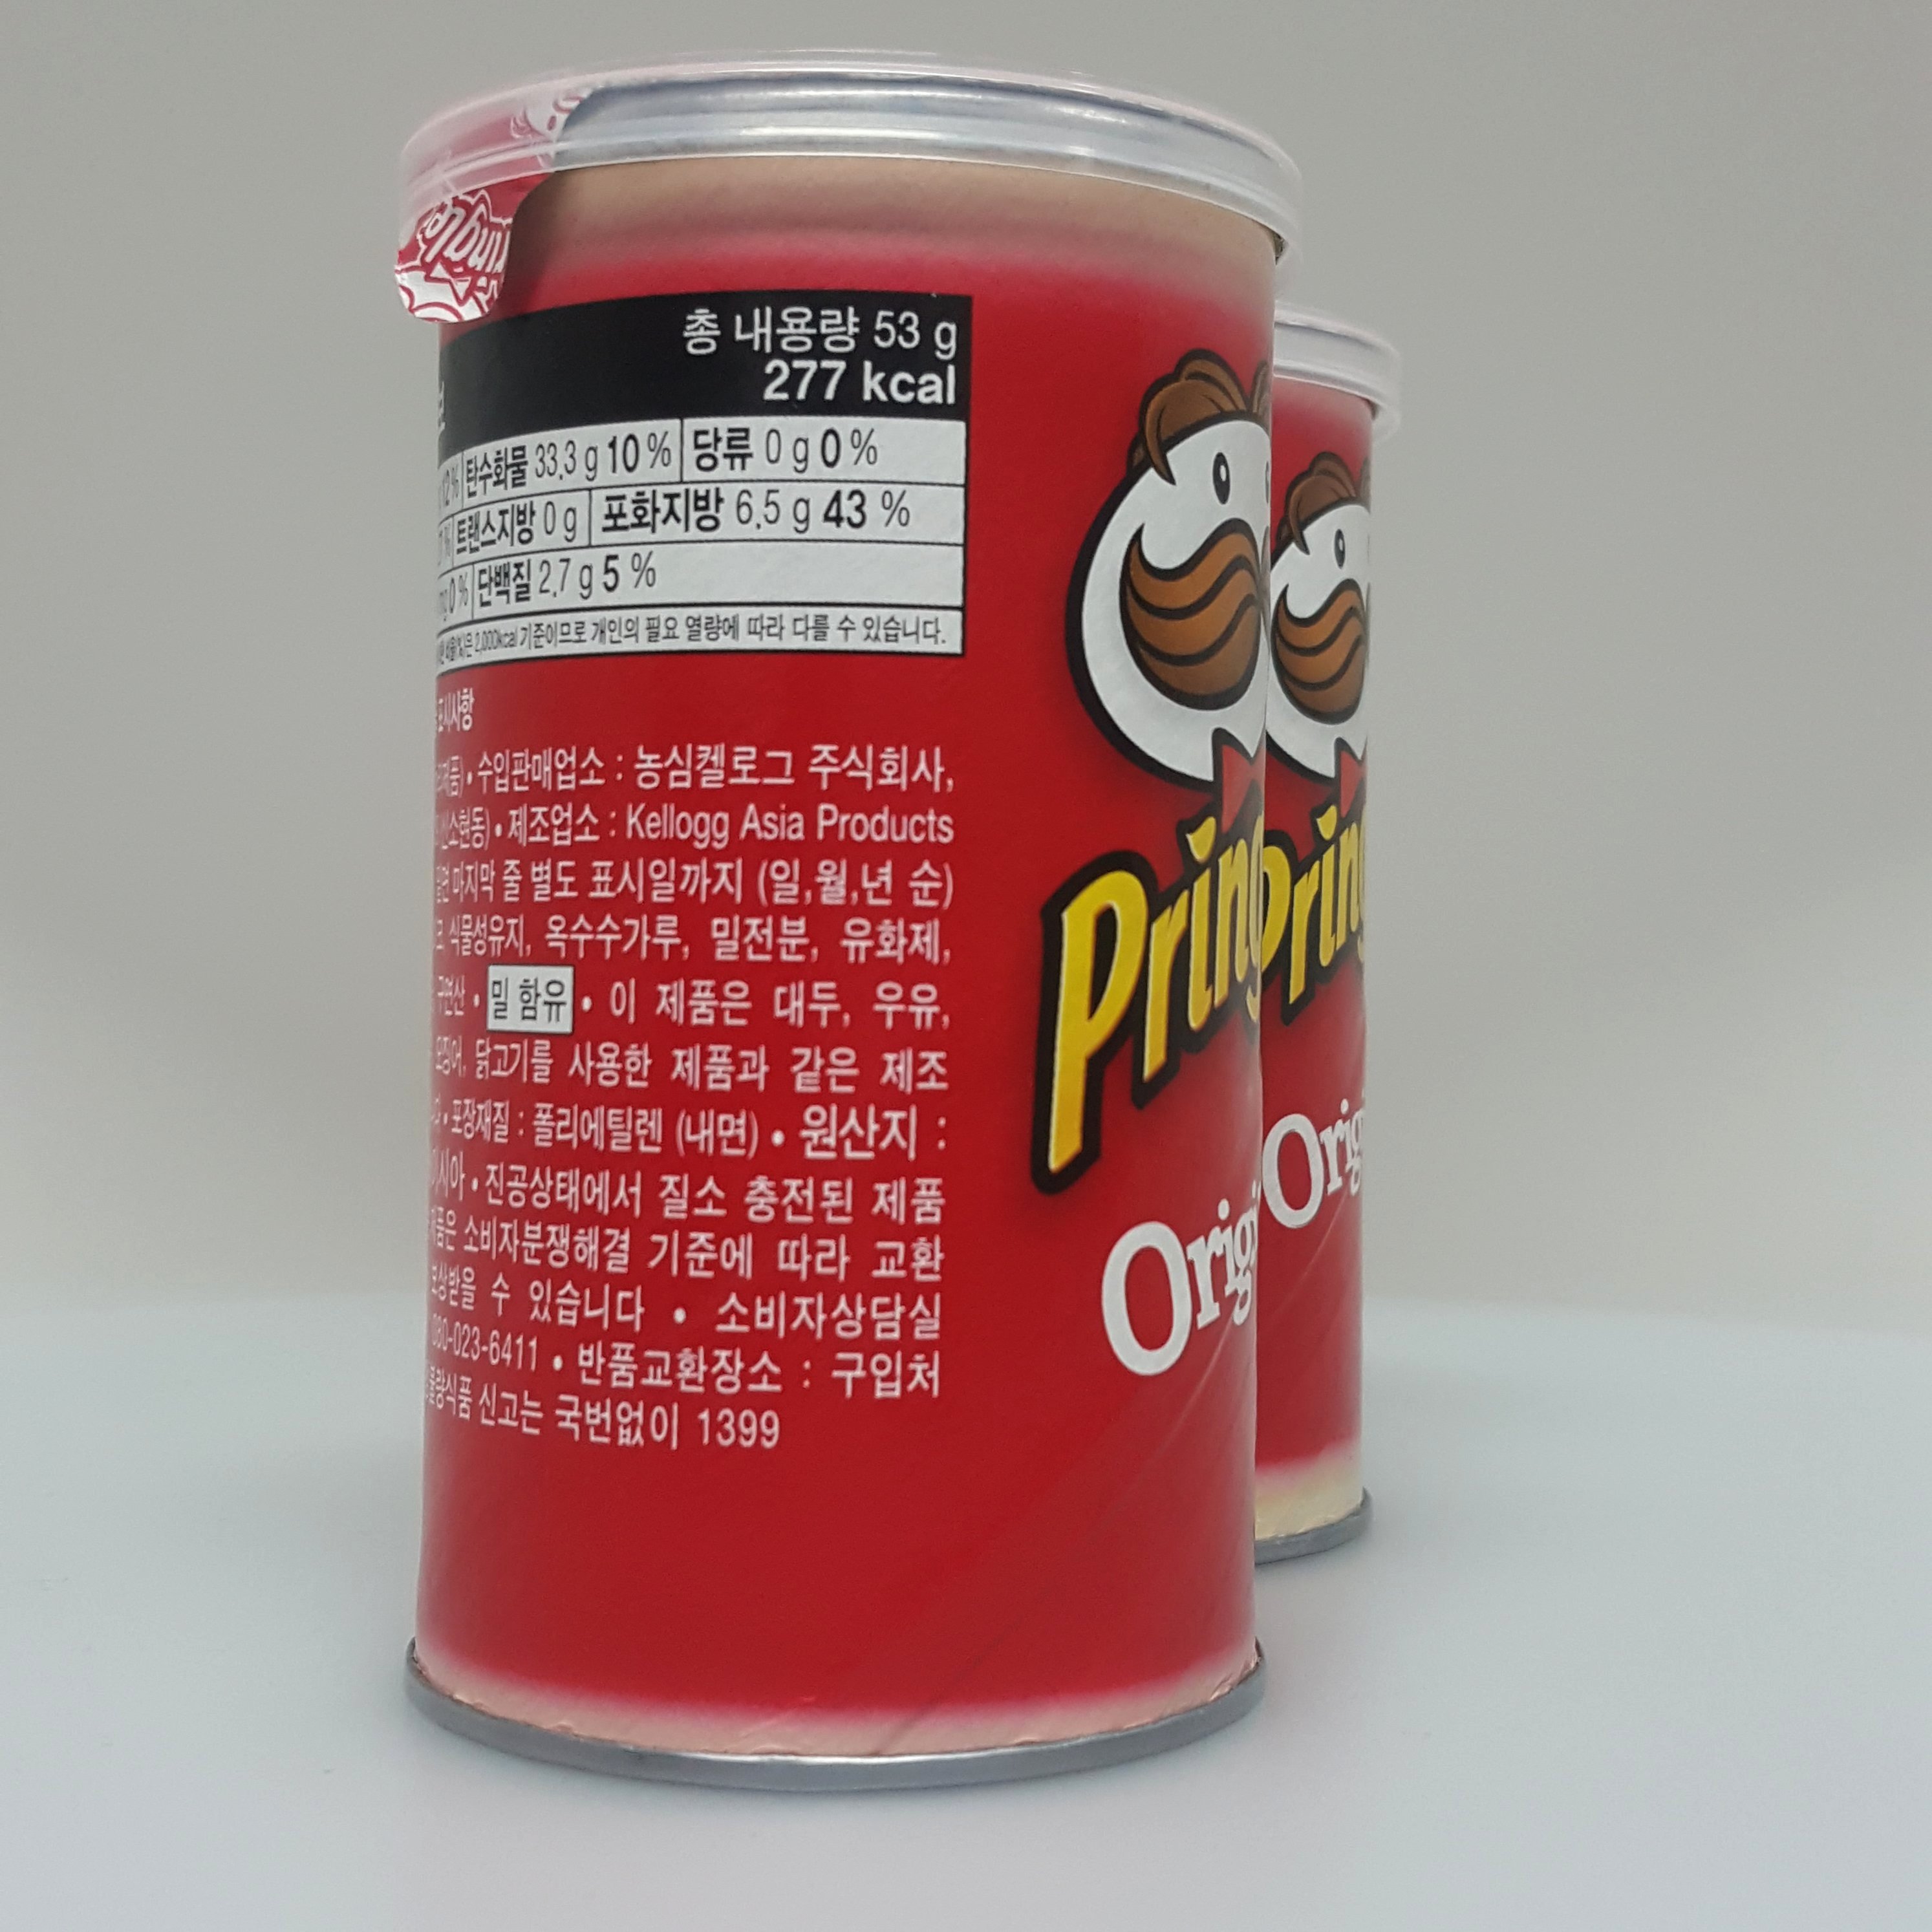 총 내용량 53 g
277 kcal
12% 탄수화물 33.3 g 10 % 당류 0 g 0 %
트랜스지방 0 g 포화지방 6.5 g 43 %
0 % 단백질 2.7 g 5 %
2,000kcal 기준이므로 개인의 필요 열량에 따라 다를 수 있습니다.
표시사항
수입판매업소 : 농심켈로그 주식회사,
• 제조업소 : Kellogg Asia Products
마지막 줄 별도 표시일까지 (일,월,년 순)
식물성유지, 옥수수가루, 밀전분, 유화제,
구연산 • 밀 함유 • 이 제품은 대두, 우유,
오징어, 닭고기를 사용한 제품과 같은 제조
• 포장재질 : 폴리에틸렌 (내면) • 원산지 :
• 진공상태에서 질소 충전된 제품
소비자분쟁해결 기준에 따라 교환
보상받을 수 있습니다 • 소비자상담실
080-023-6411 • 반품교환장소 : 구입처
불량식품 신고는 국번없이 1399
Pring
Origi
Pring
Orig